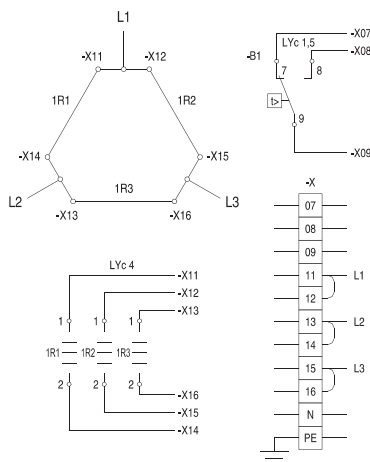 L1
-X11
-X12
1R1
1R2
-X14
-X15
L2
1R3
L3
-X13
-X16
-X07
LYc 1,5
-X08
-B1
7
8
t>
9
-X09
-X
07
08
09
11
L1
12
13
L2
14
15
L3
16
N
PE
LYc 4
-X11
-X12
-X13
1
1
1
1R1
1R2
1R3
2
2
2
-X16
-X15
-X14